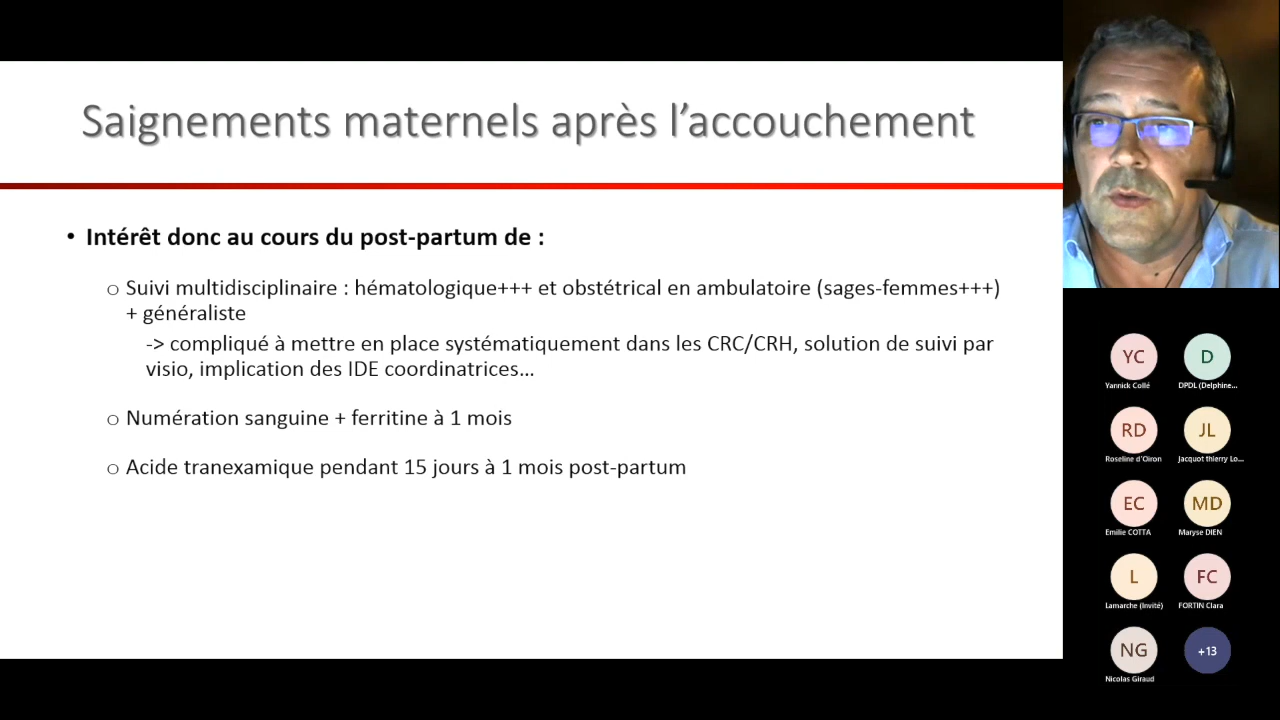 Saignements maternels après l’accouchement
• Intérêt donc au cours du post-partum de :
o Suivi multidisciplinaire : hématologique+++ et obstétrical en ambulatoire (sages-femmes+++)
+ généraliste
-> compliqué à mettre en place systématiquement dans les CRC/CRH, solution de suivi par
visio, implication des IDE coordinatrices…
o Numération sanguine + ferritine à 1 mois
o Acide tranexamique pendant 15 jours à 1 mois post-partum
YC
Yannick Collé
D
DPDL (Delphine...
RD
Roseline d'Oiron
JL
Jacquot thierry Lo...
EC
Emilie COTTA
MD
Maryse DIEN
L
Lamarche (Invité)
FC
FORTIN Clara
NG
Nicolas Giraud
+13